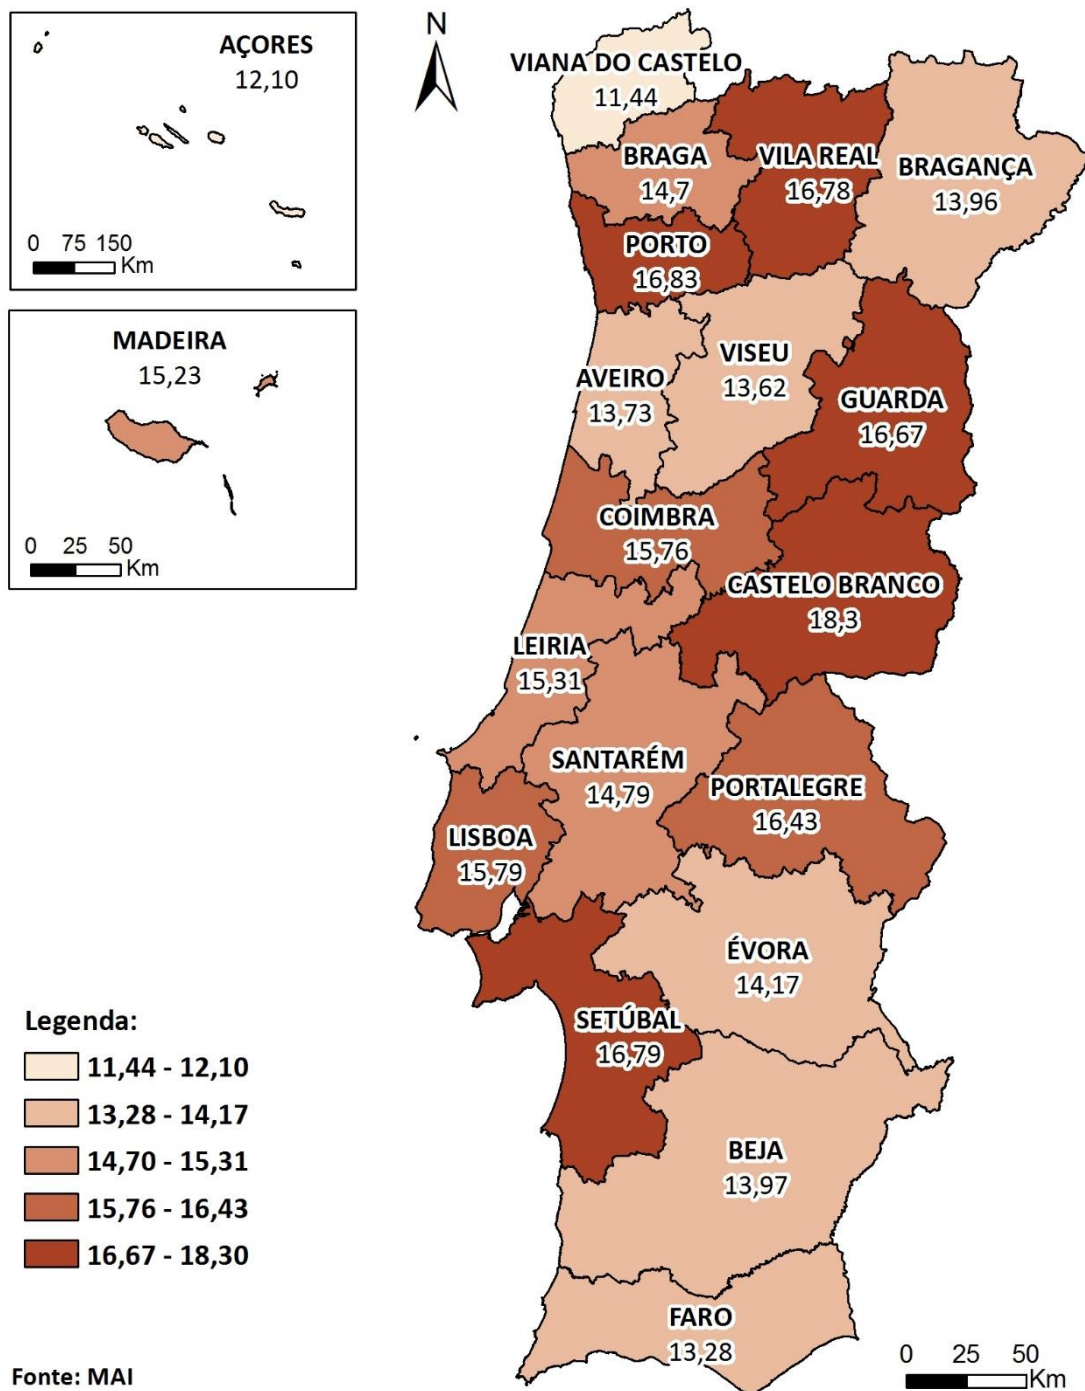 AÇORES
12,10
0 75 150
Km
MADEIRA
15,23
0 25 50
Km
N
VIANA DO CASTELO
11,44
BRAGA
14,7
VILA REAL
16,78
BRAGANÇA
13,96
PORTO
16,83
AVEIRO
13,73
VISEU
13,62
GUARDA
16,67
COIMBRA
15,76
CASTELO BRANCO
18,3
LEIRIA
15,31
SANTARÉM
14,79
PORTALEGRE
16,43
LISBOA
15,79
ÉVORA
14,17
SETÚBAL
16,79
BEJA
13,97
FARO
13,28
Legenda:
11,44 - 12,10
13,28 - 14,17
14,70 - 15,31
15,76 - 16,43
16,67 - 18,30
Fonte: MAI
0 25 50
Km